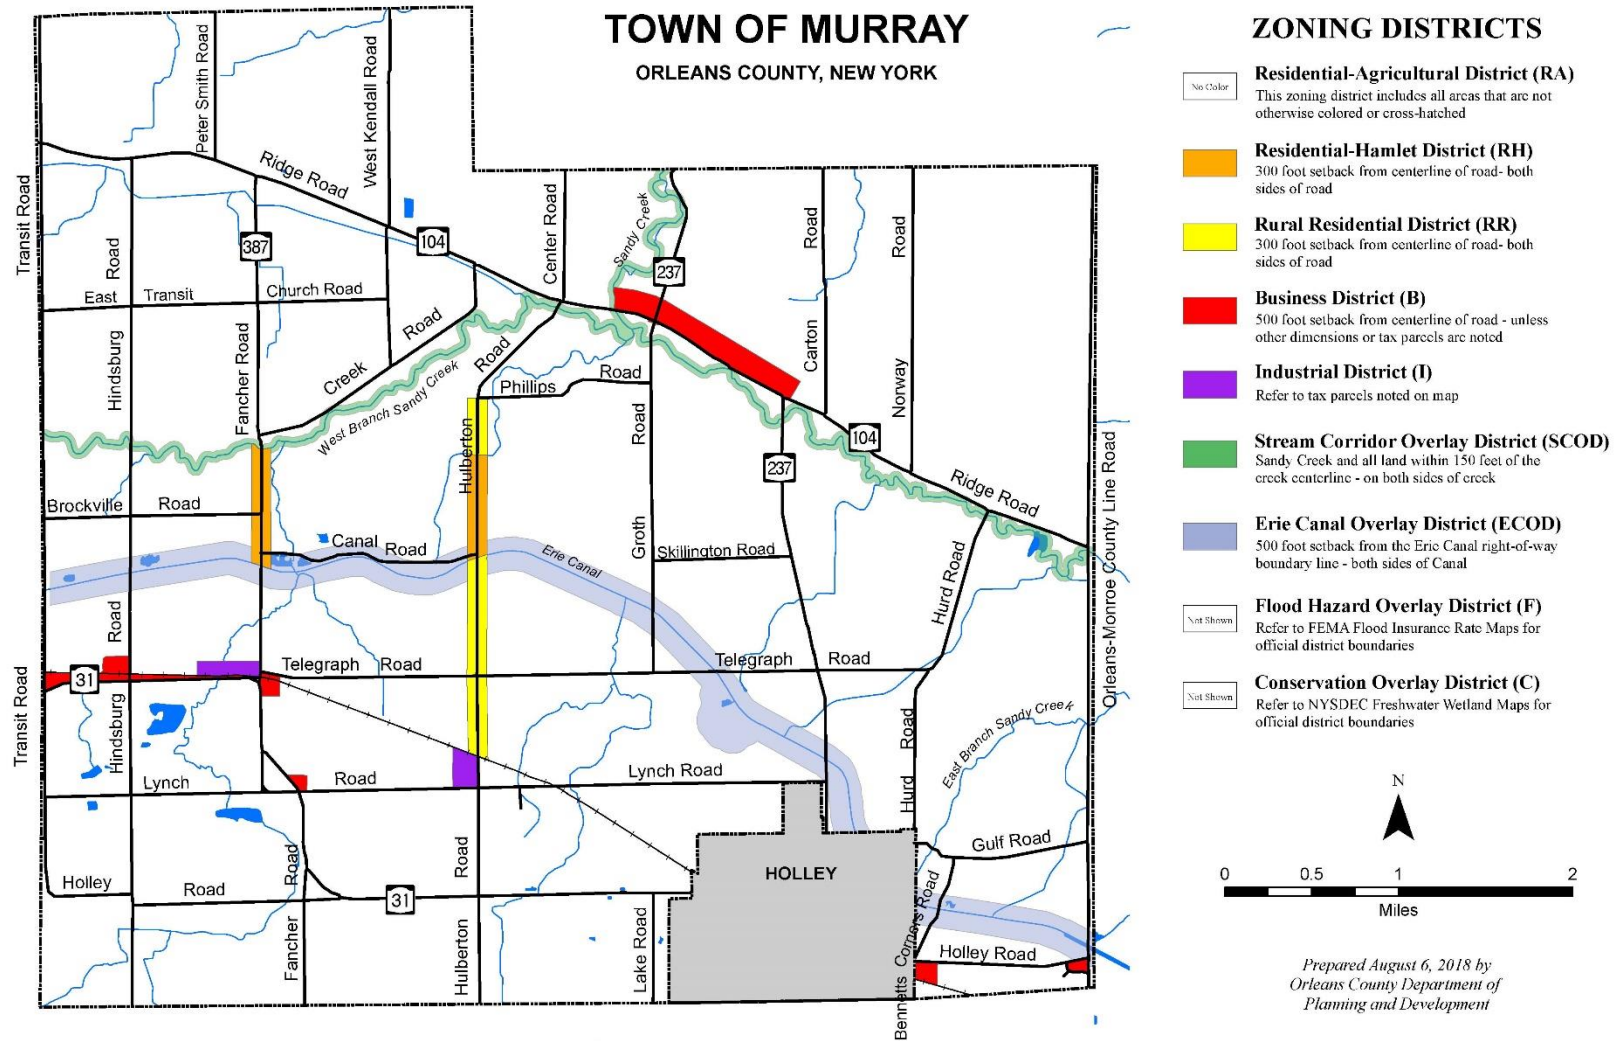 TOWN OF MURRAY
ORLEANS COUNTY, NEW YORK
Peter Smith Road
West Kendall Road
Ridge Road
Transit Road
387
104
Center Road
Sandy Creek
237
Road
Road
Road
East
Transit
Church Road
Hindsburg
Fancher Road
Creek
Road
Road
West Branch Sandy Creek
Phillips
Road
Carton
Norway
Hulberton
Road
104
237
Ridge Road
Orleans-Monroe County Line Road
Brockville
Road
Canal
Road
Erie Canal
Groth
Skillington Road
Hurd Road
Road
Transit Road
31
Telegraph
Road
Telegraph
Road
Hindsburg
Road
East Branch Sandy Creek
Lynch
Road
Lynch Road
Hurd
Holley
Road
Road
Road
31
HOLLEY
Gulf Road
Fancher
Hulberton
Lake Road
Bennetts Corners Road
Holley Road
ZONING DISTRICTS
No Color
Residential-Agricultural District (RA)
This zoning district includes all areas that are not
otherwise colored or cross-hatched
Residential-Hamlet District (RH)
300 foot setback from centerline of road- both
sides of road
Rural Residential District (RR)
300 foot setback from centerline of road- both
sides of road
Business District (B)
500 foot setback from centerline of road - unless
other dimensions or tax parcels are noted
Industrial District (I)
Refer to tax parcels noted on map
Stream Corridor Overlay District (SCOD)
Sandy Creek and all land within 150 feet of the
creek centerline - on both sides of creek
Erie Canal Overlay District (ECOD)
500 foot setback from the Erie Canal right-of-way
boundary line - both sides of Canal
Not Shown
Flood Hazard Overlay District (F)
Refer to FEMA Flood Insurance Rate Maps for
official district boundaries
Not Shown
Conservation Overlay District (C)
Refer to NYSDEC Freshwater Wetland Maps for
official district boundaries
N
0 0.5 1 2
Miles
Prepared August 6, 2018 by
Orleans County Department of
Planning and Development